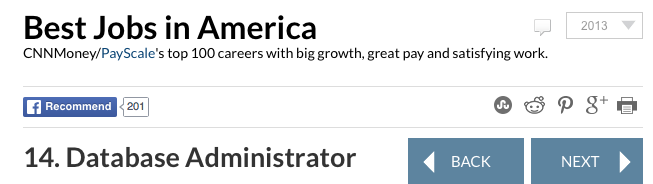 Best Jobs in America
2013
CNNMoney/PayScale's top 100 careers with big growth, great pay and satisfying work.
f Recommend 201
g+
14. Database Administrator
BACK
NEXT